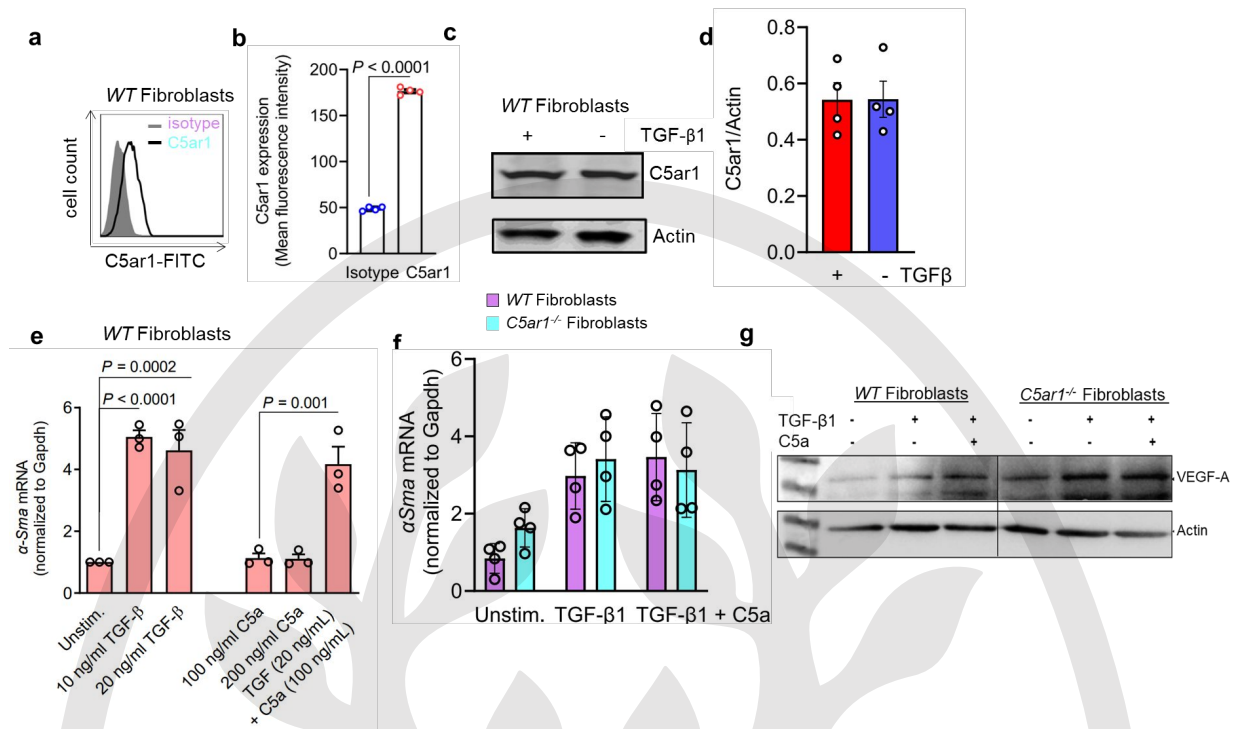 a
WT Fibroblasts
isotype
C5ar1
cell count
C5ar1-FITC
b
C5ar1 expression
(Mean fluorescence intensity)
P < 0.0001
200
150
100
50
0
Isotype C5ar1
c
WT Fibroblasts
+ - TGF-β1
C5ar1
Actin
d
C5ar1/Actin
0.8
0.6
0.4
0.2
0.0
+ - TGFβ
WT Fibroblasts
C5ar1-/- Fibroblasts
e
WT Fibroblasts
α-Sma mRNA
(normalized to Gapdh)
P = 0.0002
P < 0.0001
P = 0.001
6
4
2
0
Unstim.
10 ng/ml TGF-β
20 ng/ml TGF-β
100 ng/ml C5a
200 ng/ml C5a
TGF (20 ng/mL)
+ C5a (100 ng/mL)
f
αSma mRNA
(normalized to Gapdh)
6
4
2
0
Unstim. TGF-β1 TGF-β1 + C5a
g
WT Fibroblasts C5ar1-/- Fibroblasts
TGF-β1 - + + - + +
C5a - - + - - +
VEGF-A
Actin